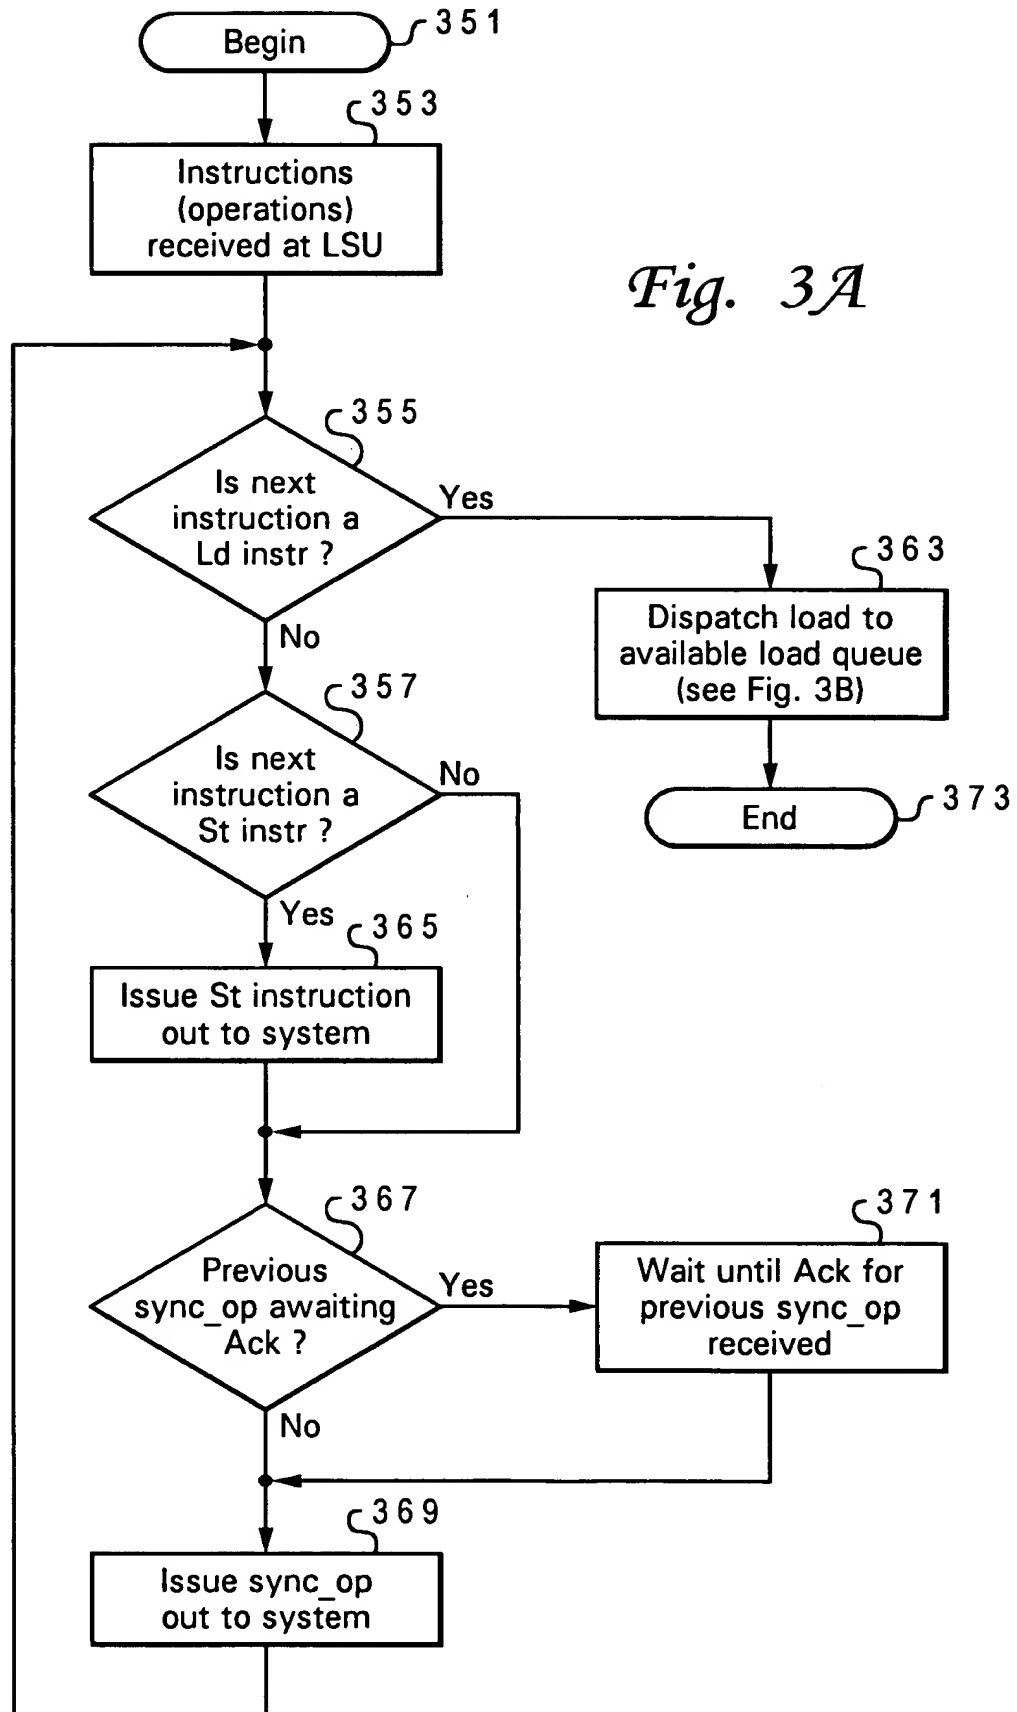 Begin
351
353
Instructions
(operations)
received at LSU
Fig. 3A
355
Is next
instruction a
Ld instr ?
Yes
No
363
Dispatch load to
available load queue
(see Fig. 3B)
357
Is next
instruction a
St instr ?
No
Yes
End
373
365
Issue St instruction
out to system
367
Previous
sync_op awaiting
Ack ?
Yes
No
371
Wait until Ack for
previous sync_op
received
369
Issue sync_op
out to system